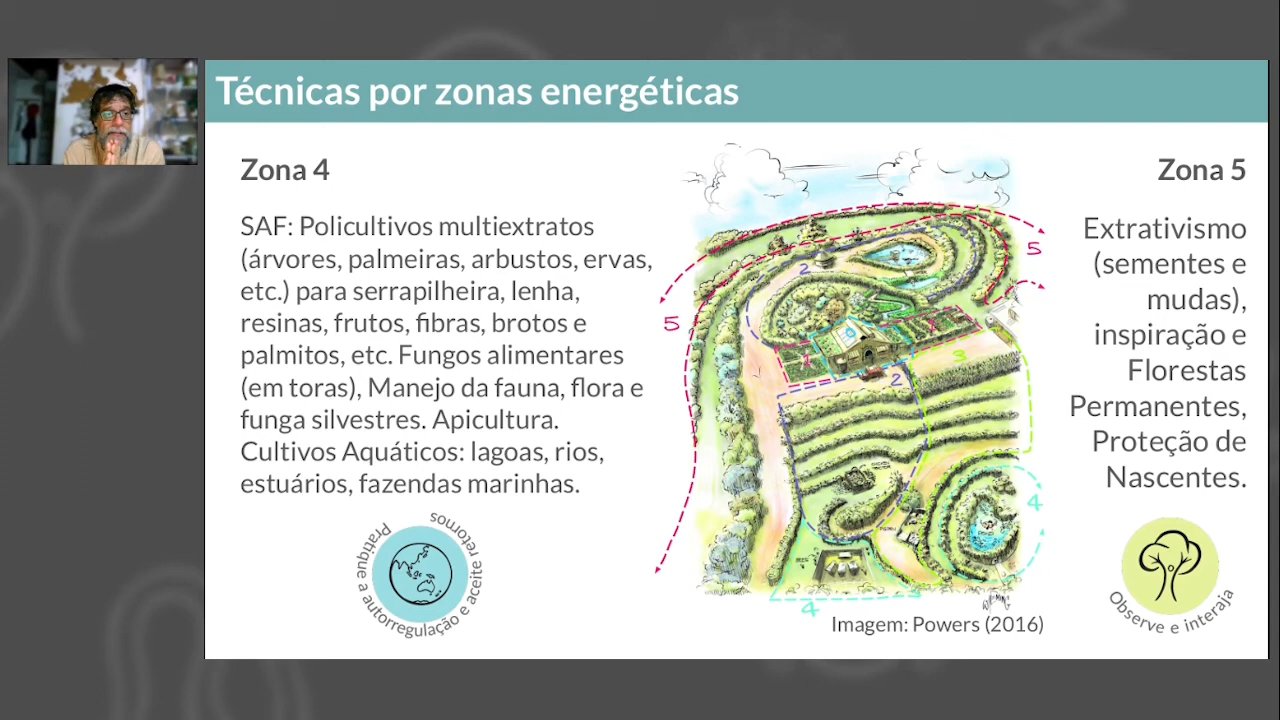 Técnicas por zonas energéticas
Zona 4
SAF: Policultivos multiextratos
(árvores, palmeiras, arbustos, ervas,
etc.) para serrapilheira, lenha,
resinas, frutos, fibras, brotos e
palmitos, etc. Fungos alimentares
(em toras), Manejo da fauna, flora e
funga silvestres. Apicultura.
Cultivos Aquáticos: lagoas, rios,
estuários, fazendas marinhas.
Pratique a autorregulação e aceite retornos
5
5
2
0
1
1
3
2
4
4
Imagem: Powers (2016)
Zona 5
Extrativismo
(sementes e
mudas),
inspiração e
Florestas
Permanentes,
Proteção de
Nascentes.
Observe e interaja